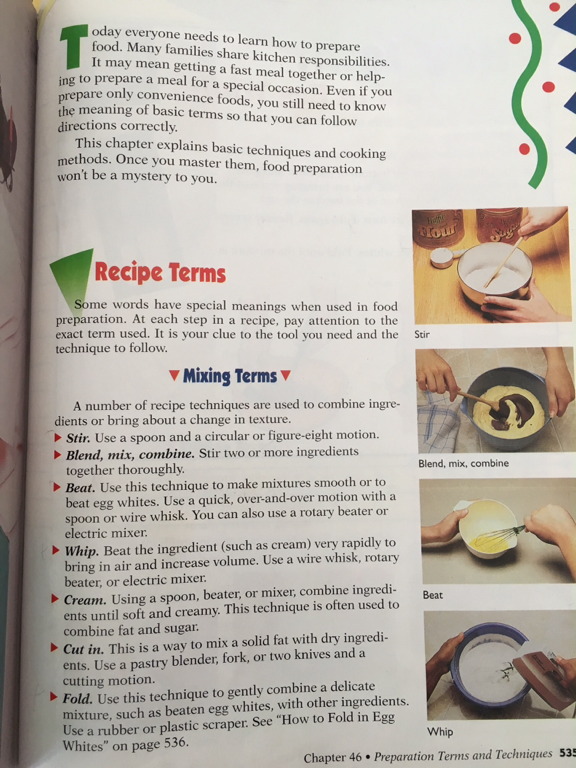 Today everyone needs to learn how to prepare
food. Many families share kitchen responsibilities.
It may mean getting a fast meal together or help-
ing to prepare a meal for a special occasion. Even if you
prepare only convenience foods, you still need to know
the meaning of basic terms so that you can follow
directions correctly.
This chapter explains basic techniques and cooking
methods. Once you master them, food preparation
won't be a mystery to you.
Recipe Terms
Some words have special meanings when used in food
preparation. At each step in a recipe, pay attention to the
exact term used. It is your clue to the tool you need and the
technique to follow.
▼ Mixing Terms ▼
A number of recipe techniques are used to combine ingre-
dients or bring about a change in texture.
▶ Stir. Use a spoon and a circular or figure-eight motion.
▶ Blend, mix, combine. Stir two or more ingredients
together thoroughly.
▶ Beat. Use this technique to make mixtures smooth or to
beat egg whites. Use a quick, over-and-over motion with a
spoon or wire whisk. You can also use a rotary beater or
electric mixer.
▶ Whip. Beat the ingredient (such as cream) very rapidly to
bring in air and increase volume. Use a wire whisk, rotary
beater, or electric mixer.
▶ Cream. Using a spoon, beater, or mixer, combine ingredi-
ents until soft and creamy. This technique is often used to
combine fat and sugar.
▶ Cut in. This is a way to mix a solid fat with dry ingredi-
ents. Use a pastry blender, fork, or two knives and a
cutting motion.
▶ Fold. Use this technique to gently combine a delicate
mixture, such as beaten egg whites, with other ingredients.
Use a rubber or plastic scraper. See "How to Fold in Egg
Whites" on page 536.
Flour
Sugar
Stir
Blend, mix, combine
Beat
Whip
Chapter 46 • Preparation Terms and Techniques 535